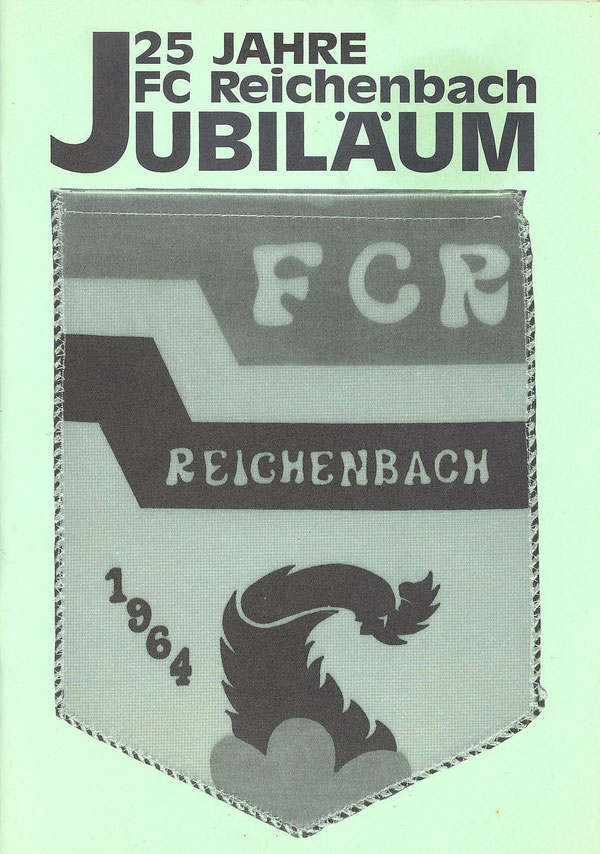 25 JAHRE
FC Reichenbach
JUBILÄUM
FCR
REICHENBACH
1964